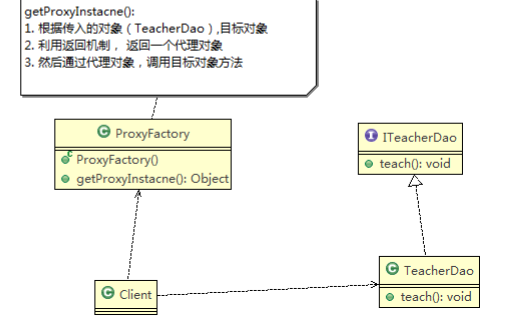 getProxyInstacne():
1. 根据传入的对象（TeacherDao）,目标对象
2. 利用返回机制， 返回一个代理对象
3. 然后通过代理对象，调用目标对象方法
C ProxyFactory
ProxyFactory()
getProxyInstacne(): Object
I ITeacherDao
teach(): void
C Client
C TeacherDao
teach(): void